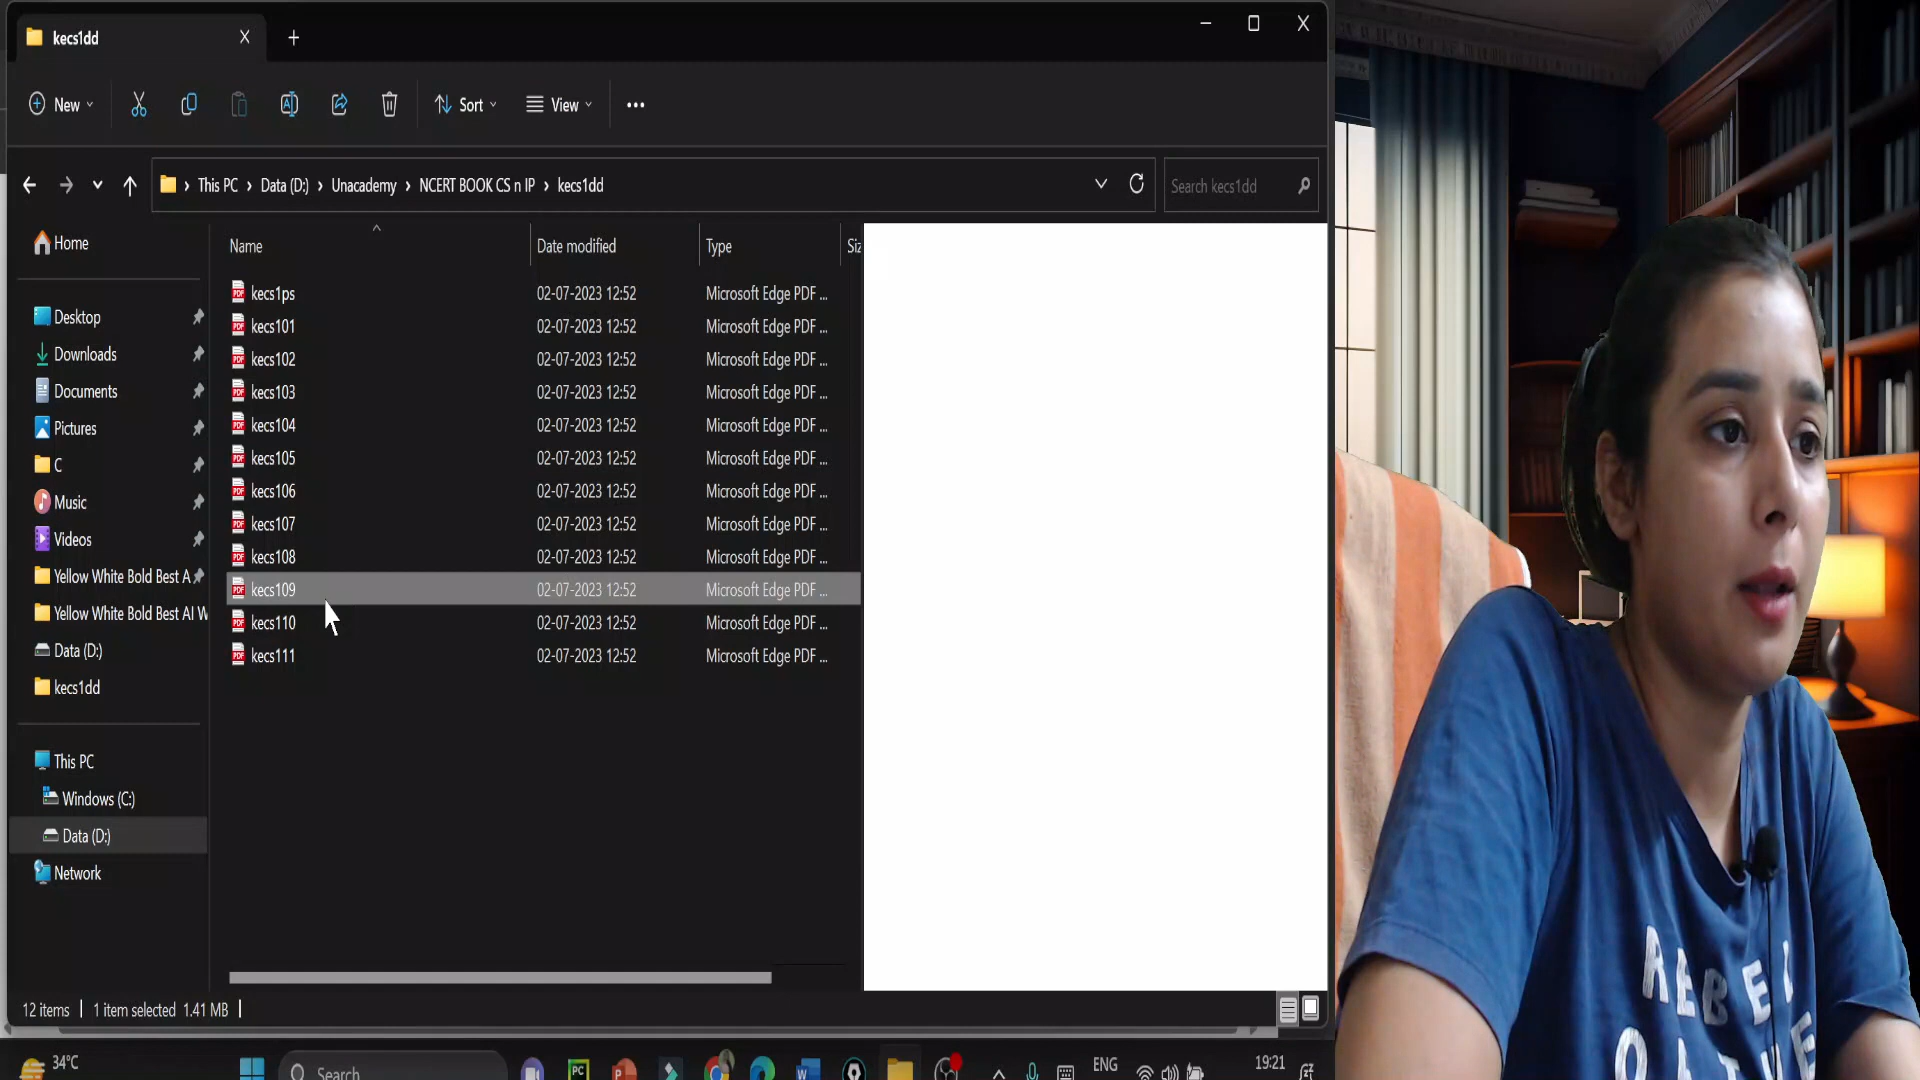 kecs1dd
New
Sort
View
This PC > Data (D:) > Unacademy > NCERT BOOK CS n IP > kecs1dd
Search kecs1dd
Home
Desktop
Downloads
Documents
Pictures
C
Music
Videos
Yellow White Bold Best A
Yellow White Bold Best AI W
Data (D:)
kecs1dd
This PC
Windows (C:)
Data (D:)
Network
Name Date modified Type Siz
kecs1ps 02-07-2023 12:52 Microsoft Edge PDF ...
kecs101 02-07-2023 12:52 Microsoft Edge PDF ...
kecs102 02-07-2023 12:52 Microsoft Edge PDF ...
kecs103 02-07-2023 12:52 Microsoft Edge PDF ...
kecs104 02-07-2023 12:52 Microsoft Edge PDF ...
kecs105 02-07-2023 12:52 Microsoft Edge PDF ...
kecs106 02-07-2023 12:52 Microsoft Edge PDF ...
kecs107 02-07-2023 12:52 Microsoft Edge PDF ...
kecs108 02-07-2023 12:52 Microsoft Edge PDF ...
kecs109 02-07-2023 12:52 Microsoft Edge PDF ...
kecs110 02-07-2023 12:52 Microsoft Edge PDF ...
kecs111 02-07-2023 12:52 Microsoft Edge PDF ...
12 items 1 item selected 1.41 MB
34°C
Search
ENG
19:21
REBEL